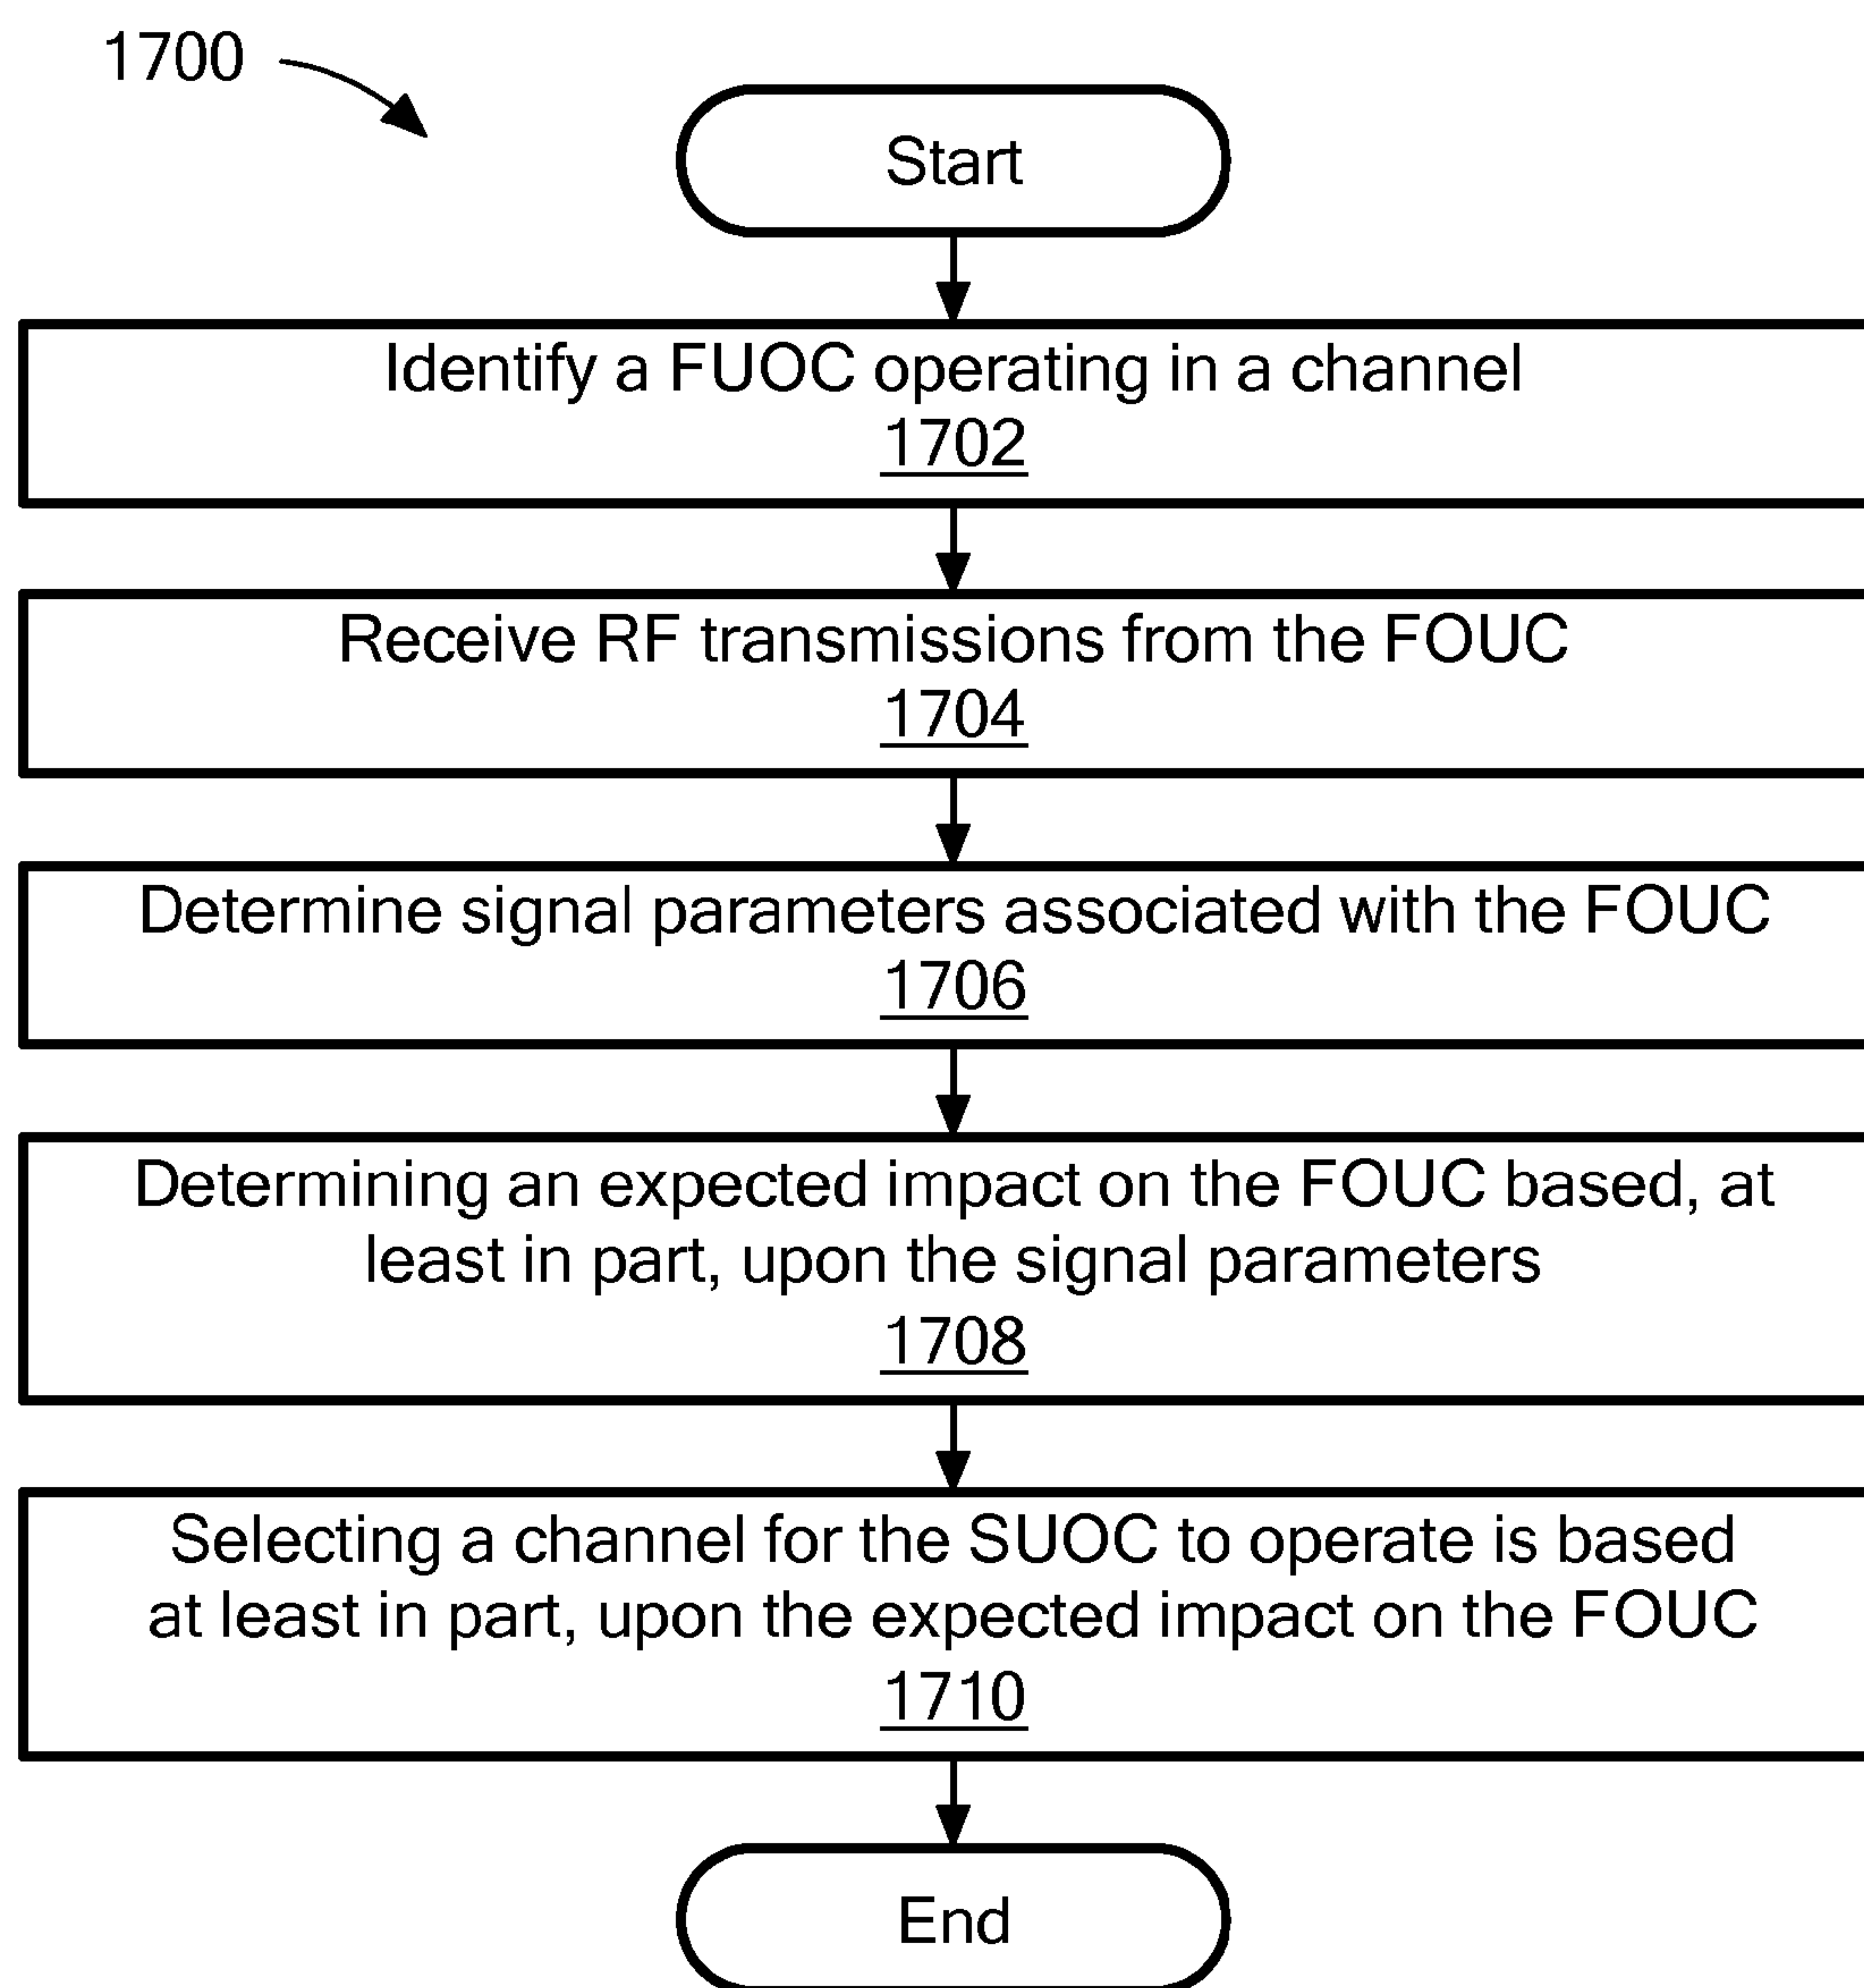 1700
Start
Identify a FUOC operating in a channel
1702
Receive RF transmissions from the FOUC
1704
Determine signal parameters associated with the FOUC
1706
Determining an expected impact on the FOUC based, at
least in part, upon the signal parameters
1708
Selecting a channel for the SUOC to operate is based
at least in part, upon the expected impact on the FOUC
1710
End